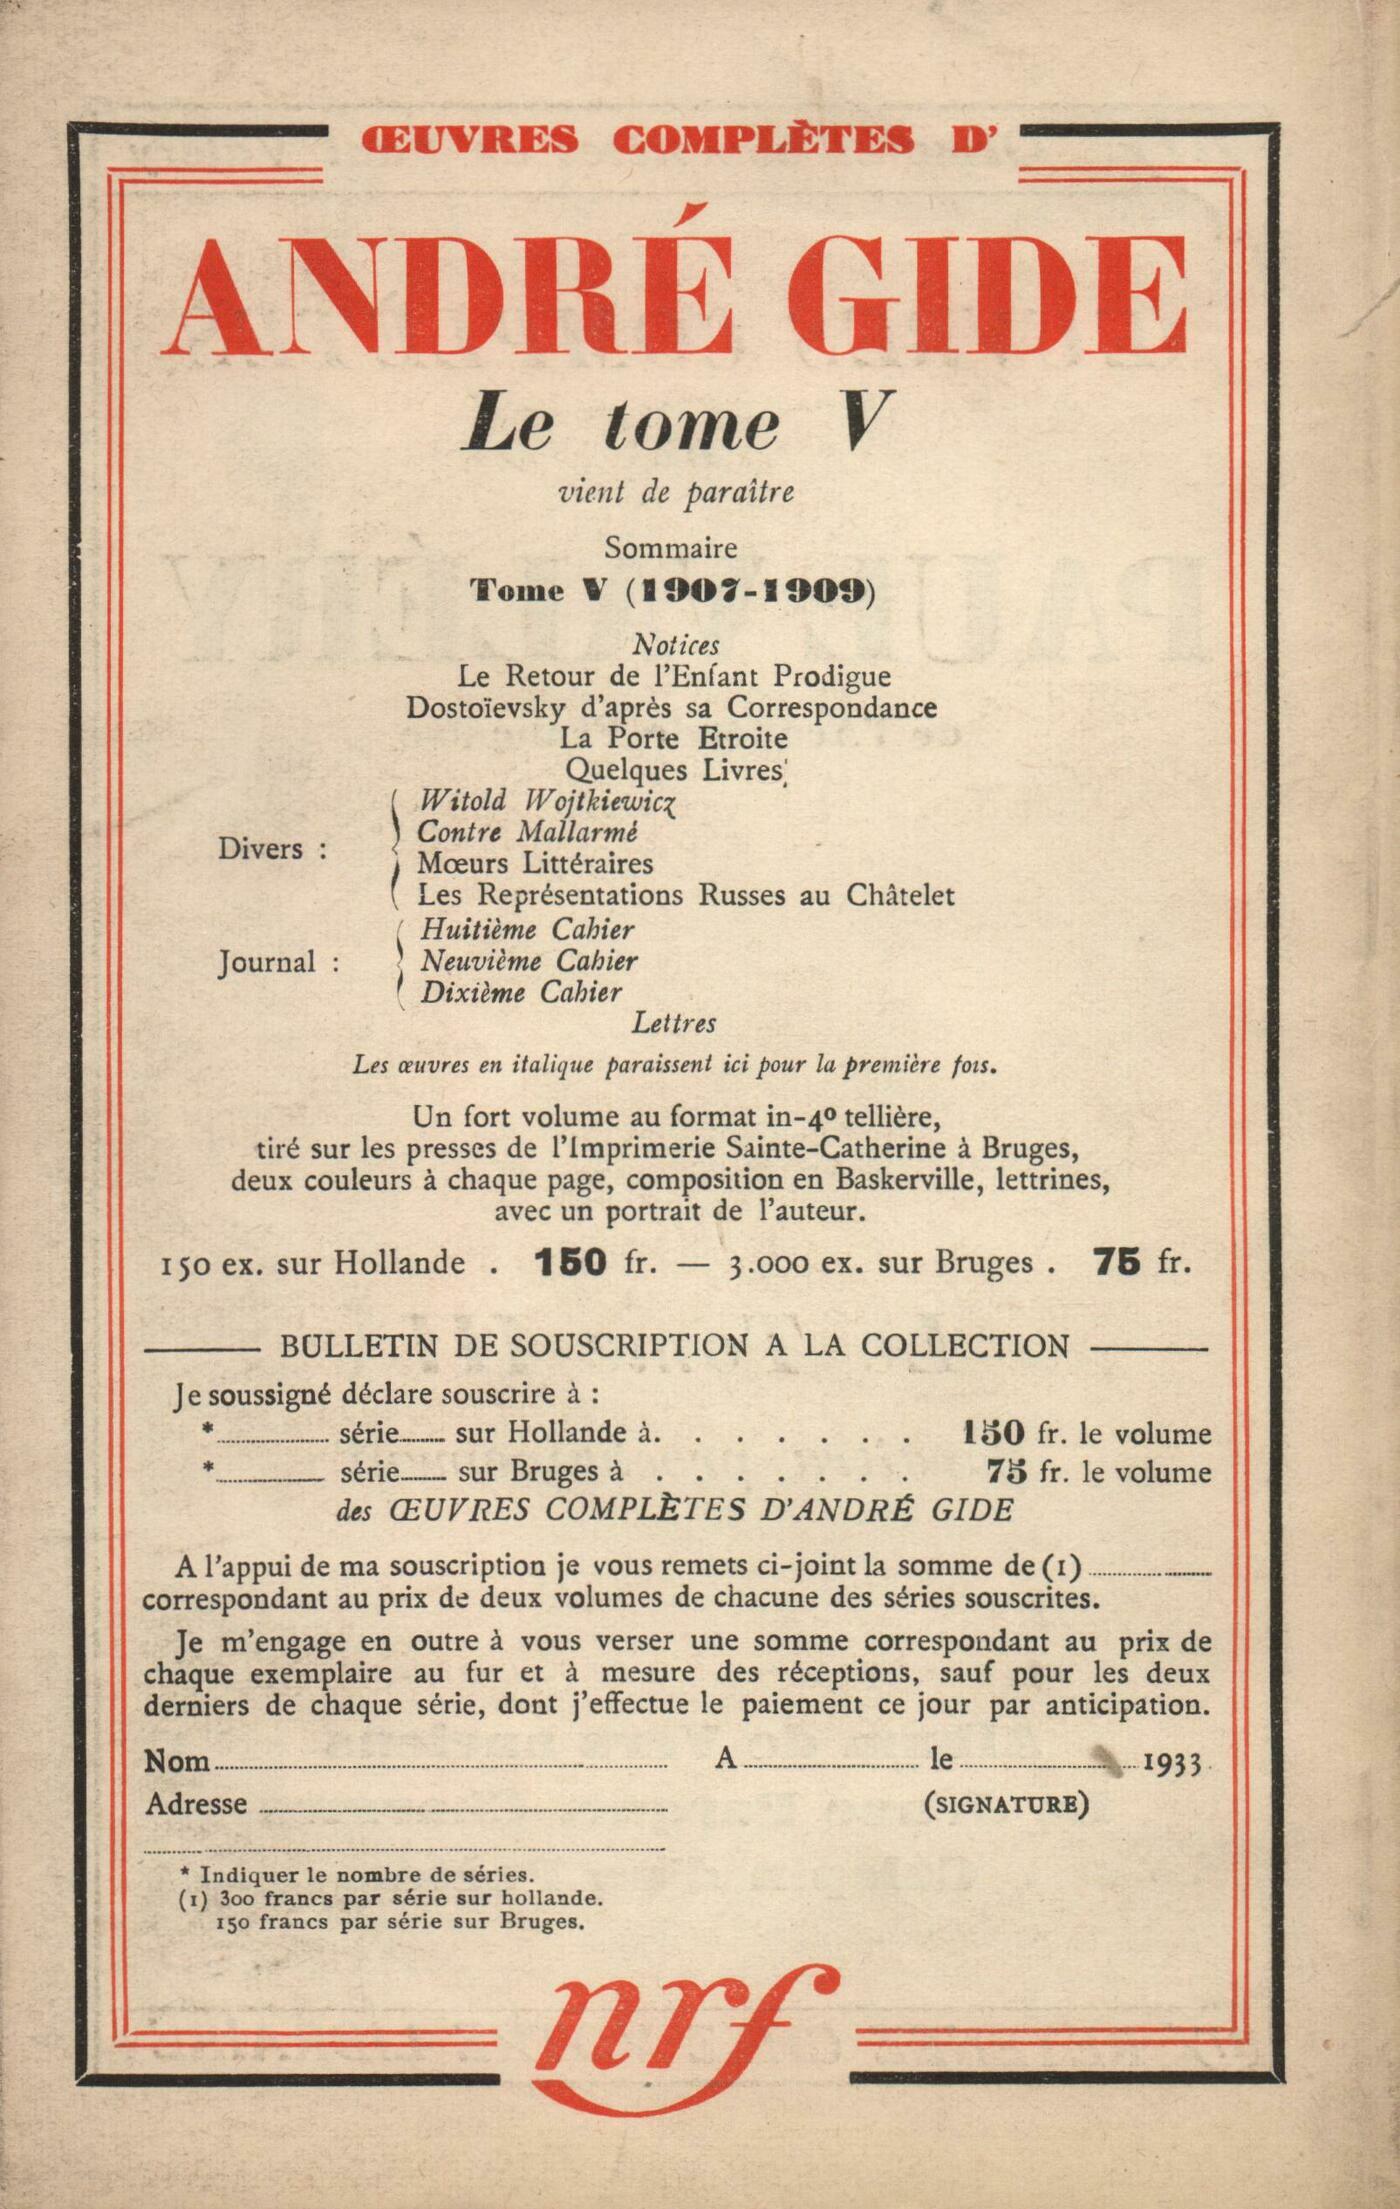 ŒUVRES COMPLÈTES D'
ANDRÉ GIDE
Le tome V
vient de paraître
Sommaire
Tome V (1907-1909)
Notices
Le Retour de l'Enfant Prodigue
Dostoïevsky d'après sa Correspondance
La Porte Etroite
Quelques Livres
Divers :
Witold Wojtkiewicz
Contre Mallarmé
Mœurs Littéraires
Les Représentations Russes au Châtelet
Journal :
Huitième Cahier
Neuvième Cahier
Dixième Cahier
Lettres
Les œuvres en italique paraissent ici pour la première fois.
Un fort volume au format in-4º tellière,
tiré sur les presses de l'Imprimerie Sainte-Catherine à Bruges,
deux couleurs à chaque page, composition en Baskerville, lettrines,
avec un portrait de l'auteur.
150 ex. sur Hollande . 150 fr. — 3.000 ex. sur Bruges . 75 fr.
BULLETIN DE SOUSCRIPTION A LA COLLECTION
Je soussigné déclare souscrire à :
*........ série...... sur Hollande à. . . . . . . 150 fr. le volume
*........ série...... sur Bruges à . . . . . . . 75 fr. le volume
des ŒUVRES COMPLÈTES D'ANDRÉ GIDE
A l'appui de ma souscription je vous remets ci-joint la somme de (1)........
correspondant au prix de deux volumes de chacune des séries souscrites.
Je m'engage en outre à vous verser une somme correspondant au prix de
chaque exemplaire au fur et à mesure des réceptions, sauf pour les deux
derniers de chaque série, dont j'effectue le paiement ce jour par anticipation.
Nom........ A........ le........ 1933.
Adresse ........ (SIGNATURE)
* Indiquer le nombre de séries.
(1) 300 francs par série sur hollande.
150 francs par série sur Bruges.
nrf